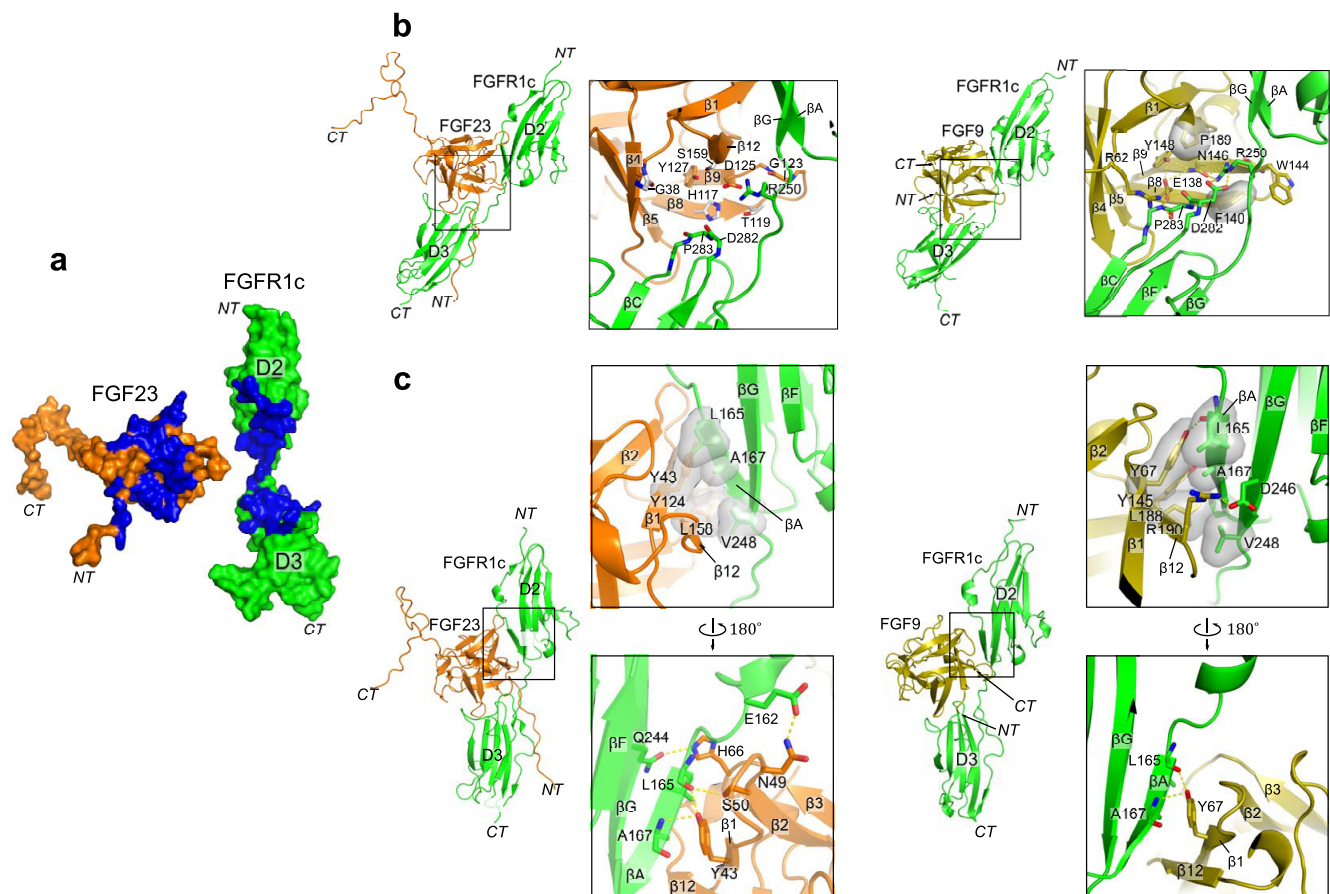 a
FGFR1c
NT
D2
FGF23
CT
NT
D3
CT
b
NT
FGFR1c
CT
FGF23
D2
D3
CT
NT
β1
βG
βA
β12
S159
β4
Y127
β9
D125
G123
G38
H117
R250
β8
β5
T119
D282
P283
βC
NT
FGFR1c
FGF9
D2
CT
NT
D3
CT
βG
βA
β1
P189
Y148
R62
β9
N146
R250
W144
β8
E138
β5
β4
F140
P283
D282
βC
βF
βG
c
NT
FGFR1c
D2
FGF23
CT
D3
NT
CT
βG
βF
L165
β2
A167
Y43
Y124
β1
βA
L158
V248
β12
180°
E162
βF
Q244
H66
L165
N49
S50
βG
β3
β1
β2
A167
βA
β12
Y43
NT
FGFR1c
D2
FGF9
CT
NT
D3
CT
βG
βA
L165
βF
β2
Y67
A167
D246
Y145
L188
R190
β1
V248
β12
180°
βG
L165
βA
β3
A167
Y67
β2
β1
β12